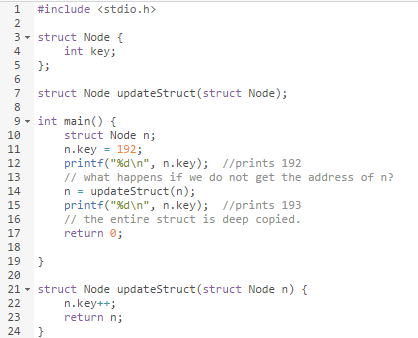 1 #include <stdio.h>
2
3 struct Node {
4     int key;
5 };
6
7 struct Node updateStruct(struct Node);
8
9 int main() {
10     struct Node n;
11     n.key = 192;
12     printf("%d\n", n.key);  //prints 192
13     // what happens if we do not get the address of n?
14     n = updateStruct(n);
15     printf("%d\n", n.key);  //prints 193
16     // the entire struct is deep copied.
17     return 0;
18
19 }
20
21 struct Node updateStruct(struct Node n) {
22     n.key++;
23     return n;
24 }